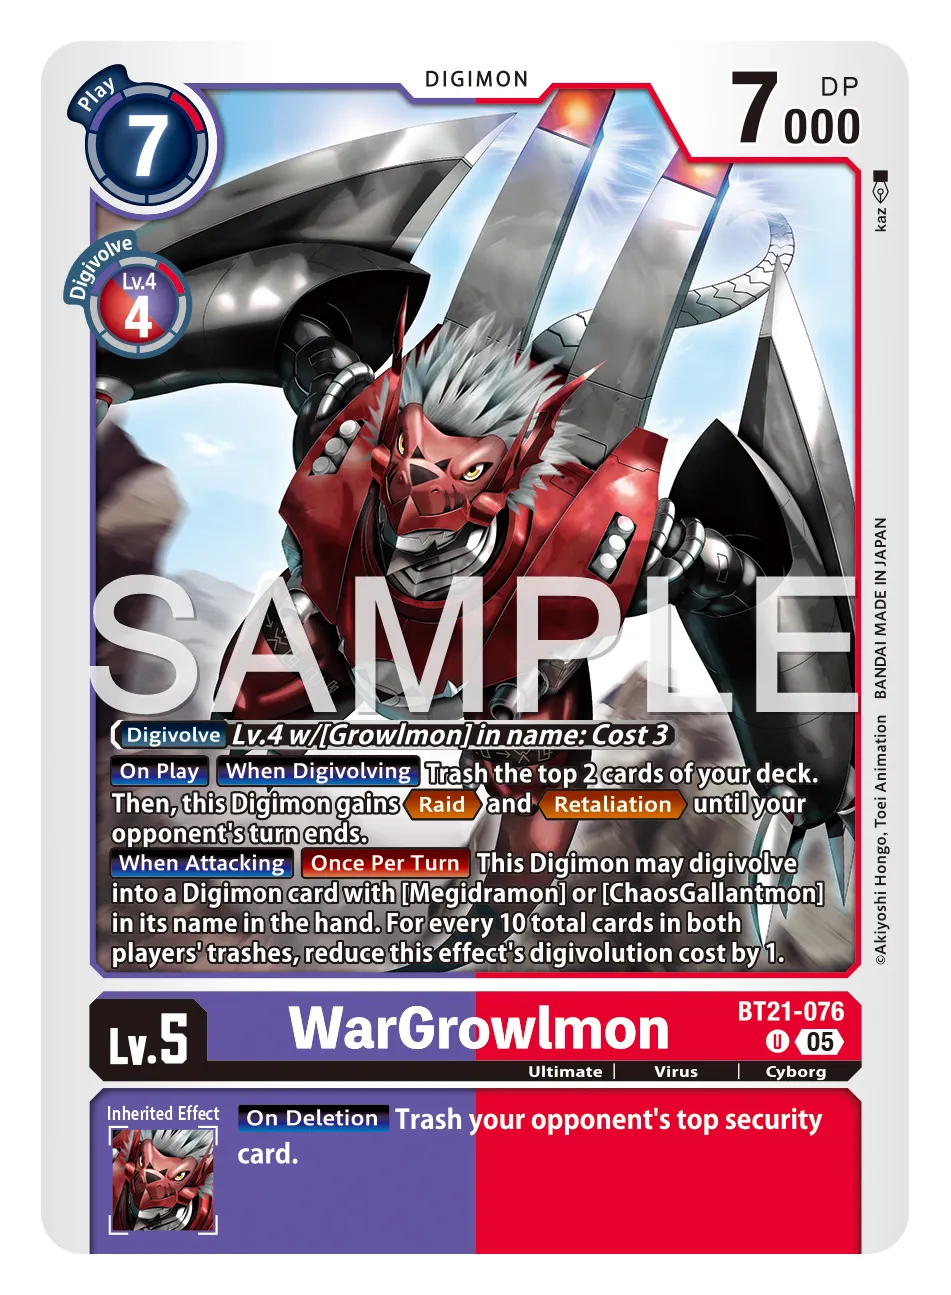 DIGIMON
Play
7
7000
DP
Digivolve
Lv.4
4
kaz
SAMPLE
Digivolve Lv.4 w/[Growlmon] in name: Cost 3
On Play When Digivolving Trash the top 2 cards of your deck.
Then, this Digimon gains Raid and Retaliation until your
opponent's turn ends.
When Attacking Once Per Turn This Digimon may digivolve
into a Digimon card with [Megidramon] or [ChaosGallantmon]
in its name in the hand. For every 10 total cards in both
players' trashes, reduce this effect's digivolution cost by 1.
©Akiyoshi Hongo, Toei Animation BANDAI MADE IN JAPAN
Lv.5
WarGrowlmon
BT21-076
U 05
Ultimate | Virus | Cyborg
Inherited Effect
On Deletion Trash your opponent's top security
card.